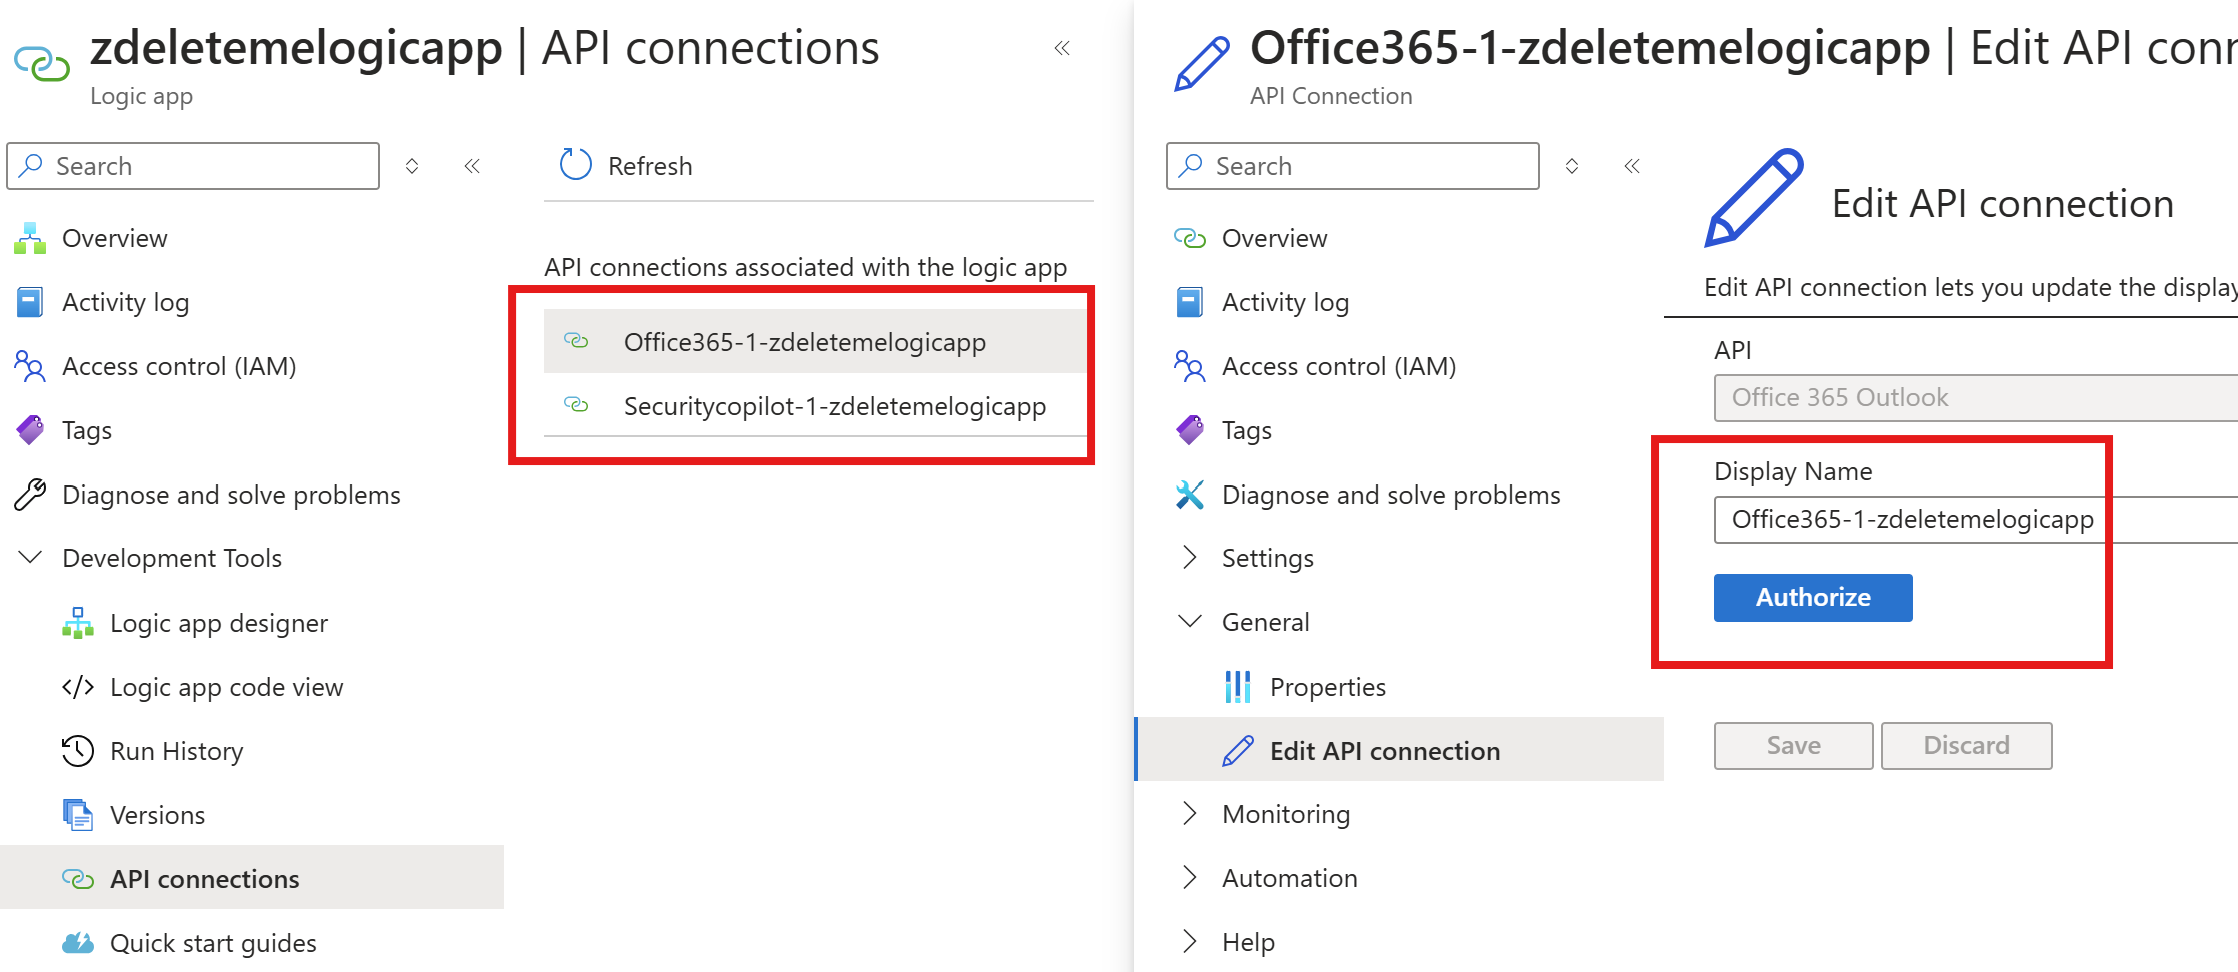 zdeletemelogicapp | API connections
Logic app
Search
Overview
Activity log
Access control (IAM)
Tags
Diagnose and solve problems
Development Tools
Logic app designer
Logic app code view
Run History
Versions
API connections
Quick start guides
Refresh
API connections associated with the logic app
Office365-1-zdeletemelogicapp
Securitycopilot-1-zdeletemelogicapp
Office365-1-zdeletemelogicapp | Edit API conn
API Connection
Search
Overview
Activity log
Access control (IAM)
Tags
Diagnose and solve problems
Settings
General
Properties
Edit API connection
Monitoring
Automation
Help
Edit API connection
Edit API connection lets you update the display
API
Office 365 Outlook
Display Name
Office365-1-zdeletemelogicapp
Authorize
Save Discard